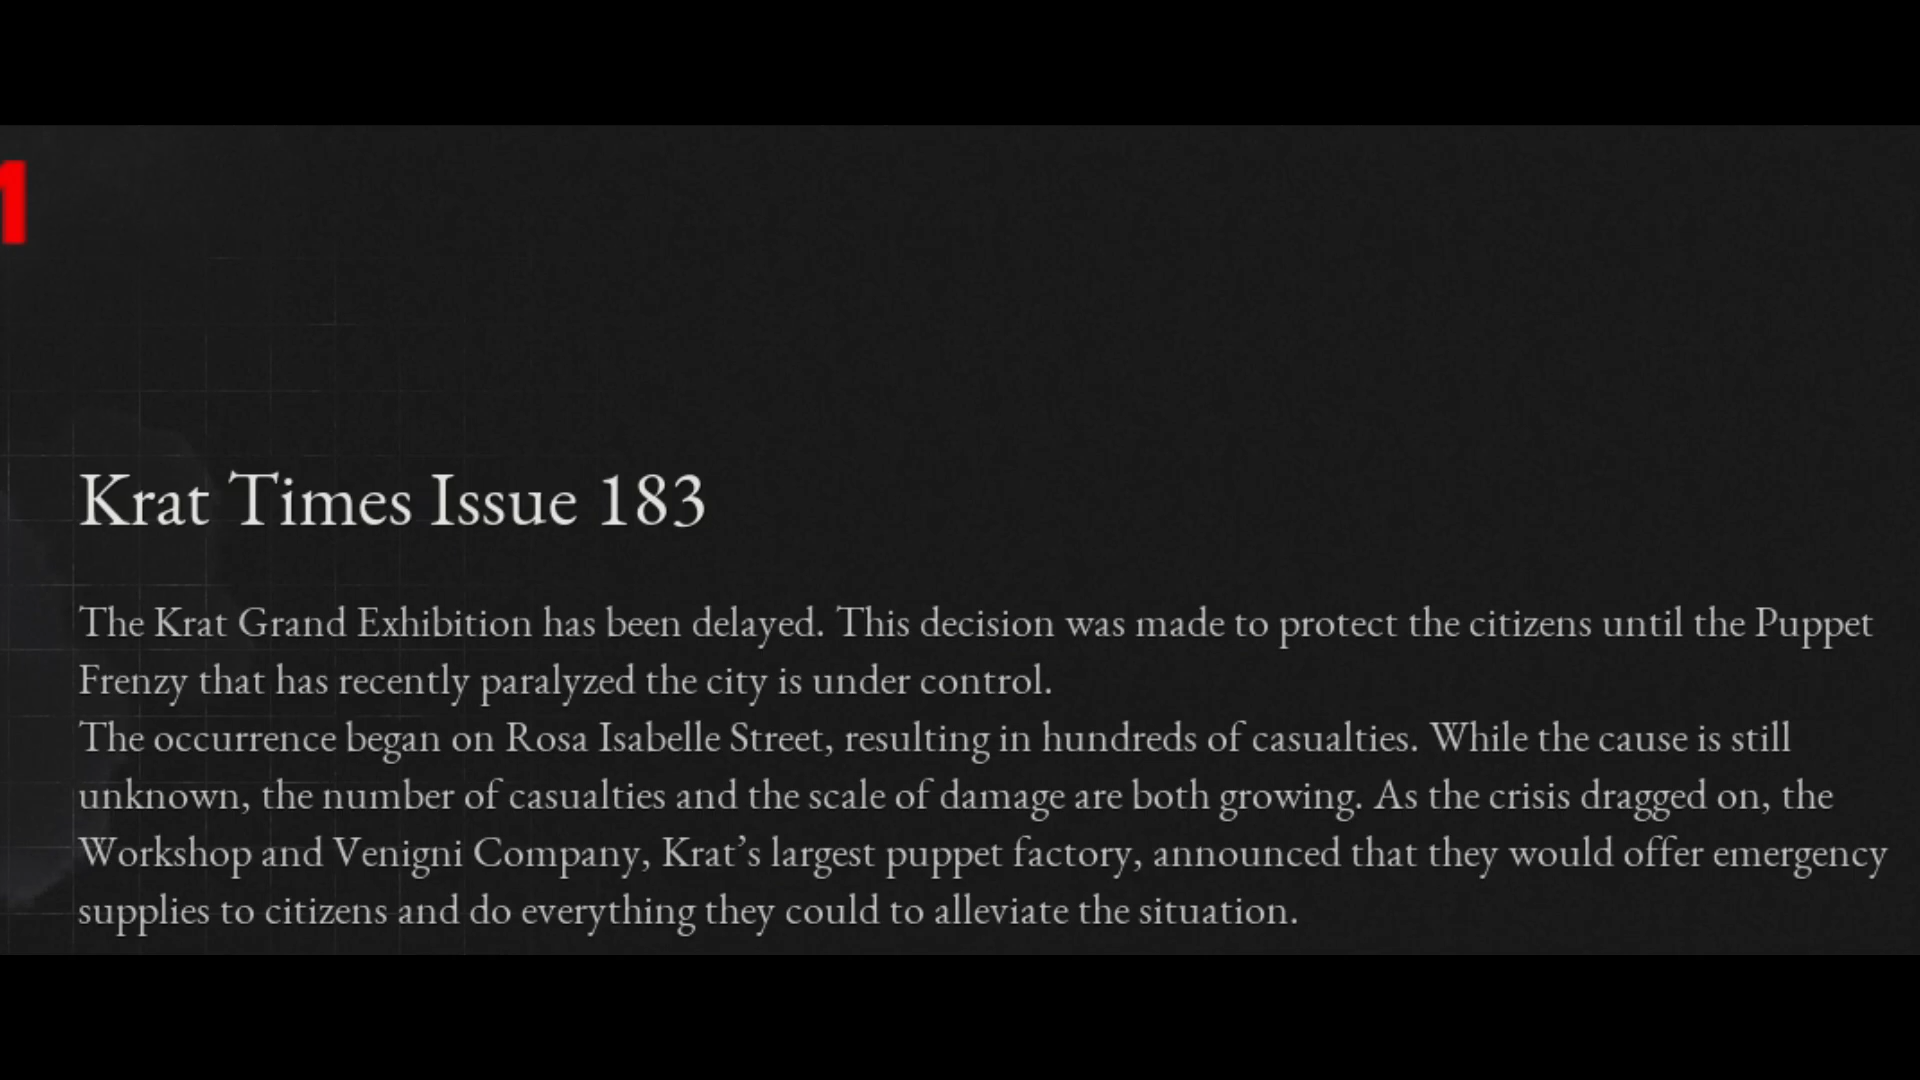 1
Krat Times Issue 183
The Krat Grand Exhibition has been delayed. This decision was made to protect the citizens until the Puppet
Frenzy that has recently paralyzed the city is under control.
The occurrence began on Rosa Isabelle Street, resulting in hundreds of casualties. While the cause is still
unknown, the number of casualties and the scale of damage are both growing. As the crisis dragged on, the
Workshop and Venigni Company, Krat’s largest puppet factory, announced that they would offer emergency
supplies to citizens and do everything they could to alleviate the situation.